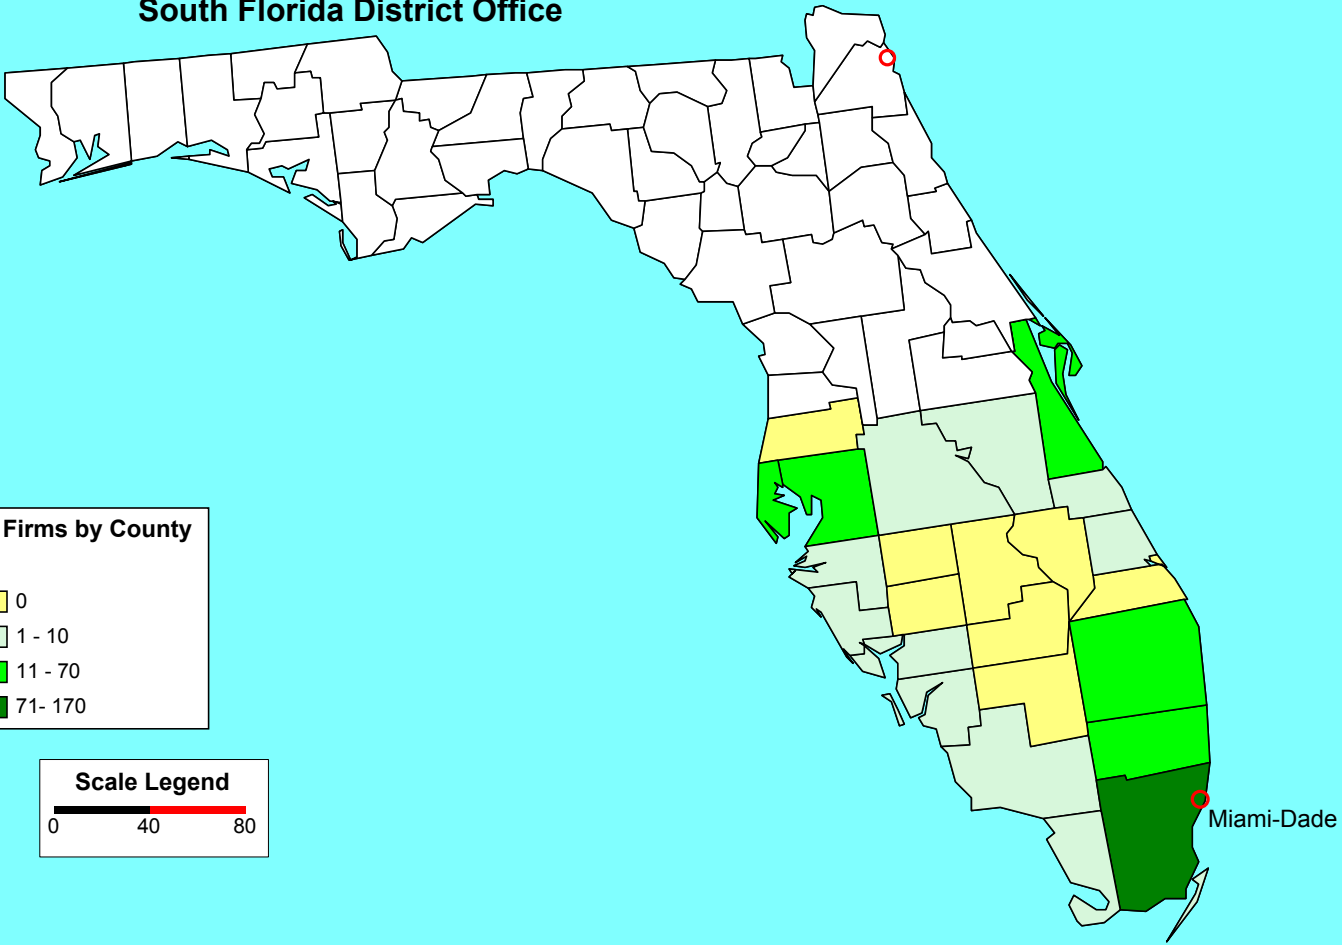 South Florida District Office
Firms by County
0
1 - 10
11 - 70
71- 170
Scale Legend
0 40 80
Miami-Dade